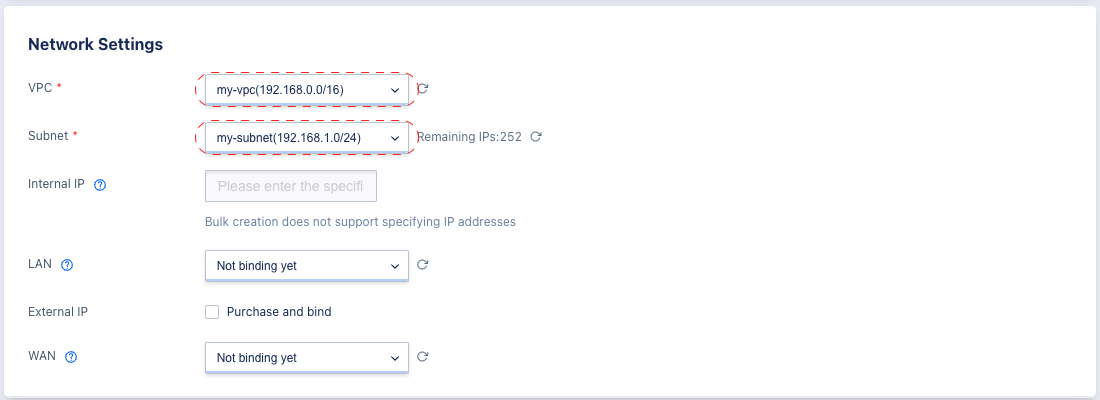 Network Settings
VPC *
my-vpc(192.168.0.0/16)
Subnet *
my-subnet(192.168.1.0/24)
Remaining IPs:252
Internal IP ?
Please enter the specifi
Bulk creation does not support specifying IP addresses
LAN ?
Not binding yet
External IP
Purchase and bind
WAN ?
Not binding yet